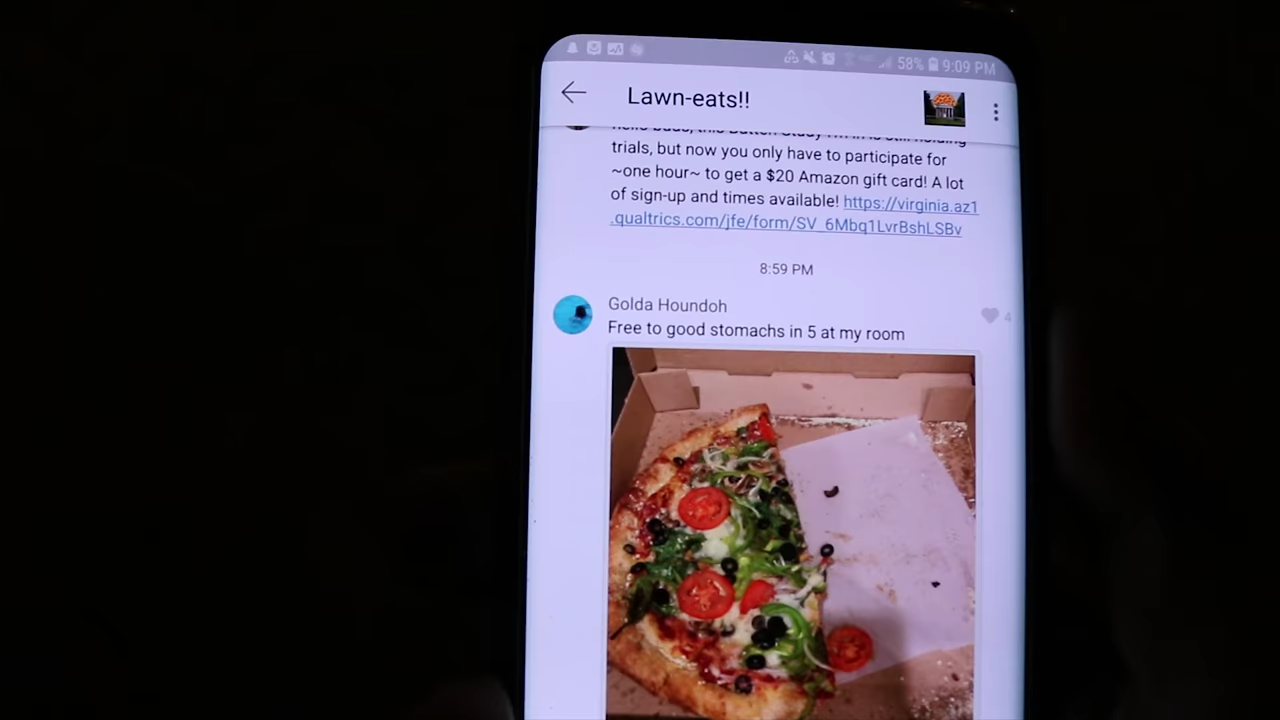 58% 9:09 PM
Lawn-eats!!
trials, but now you only have to participate for
~one hour~ to get a $20 Amazon gift card! A lot
of sign-up and times available! https://virginia.az1
.qualtrics.com/jfe/form/SV_6Mbq1LvrBshLSBv
8:59 PM
Golda Houndoh
4
Free to good stomachs in 5 at my room